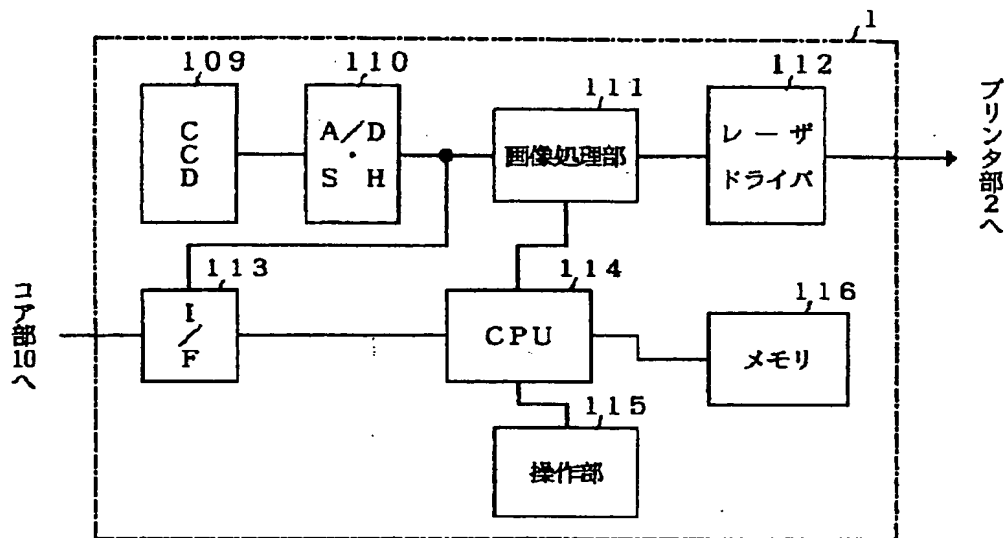 1
109
110
111
112
CCD
A/D
・
S H
画像処理部
レーザ
ドライバ
プリンタ部2へ
113
114
116
コア部10へ
I/F
CPU
メモリ
115
操作部